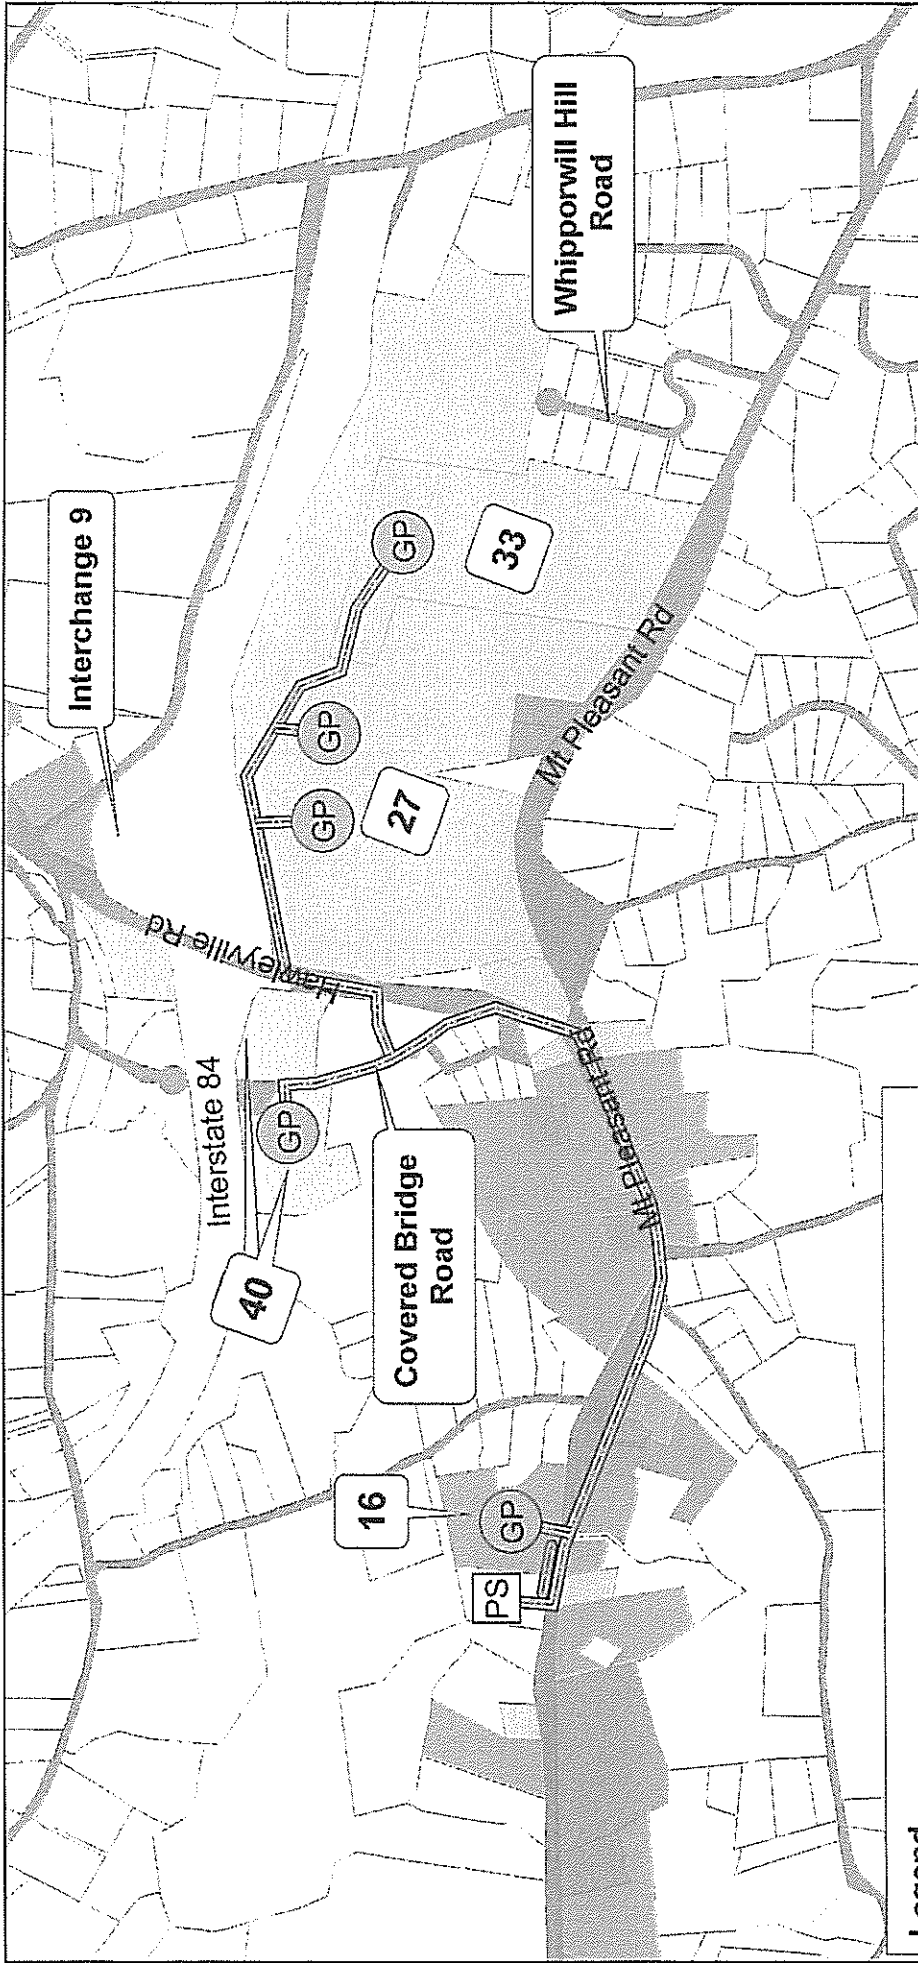 Interchange 9
Whipporwill Hill
Road
Hawleyville Rd
Interstate 84
GP
GP
GP
33
27
GP
40
Covered Bridge
Road
Mt Pleasant Rd
Mt Pleasant Rd
16
GP
PS
Legend